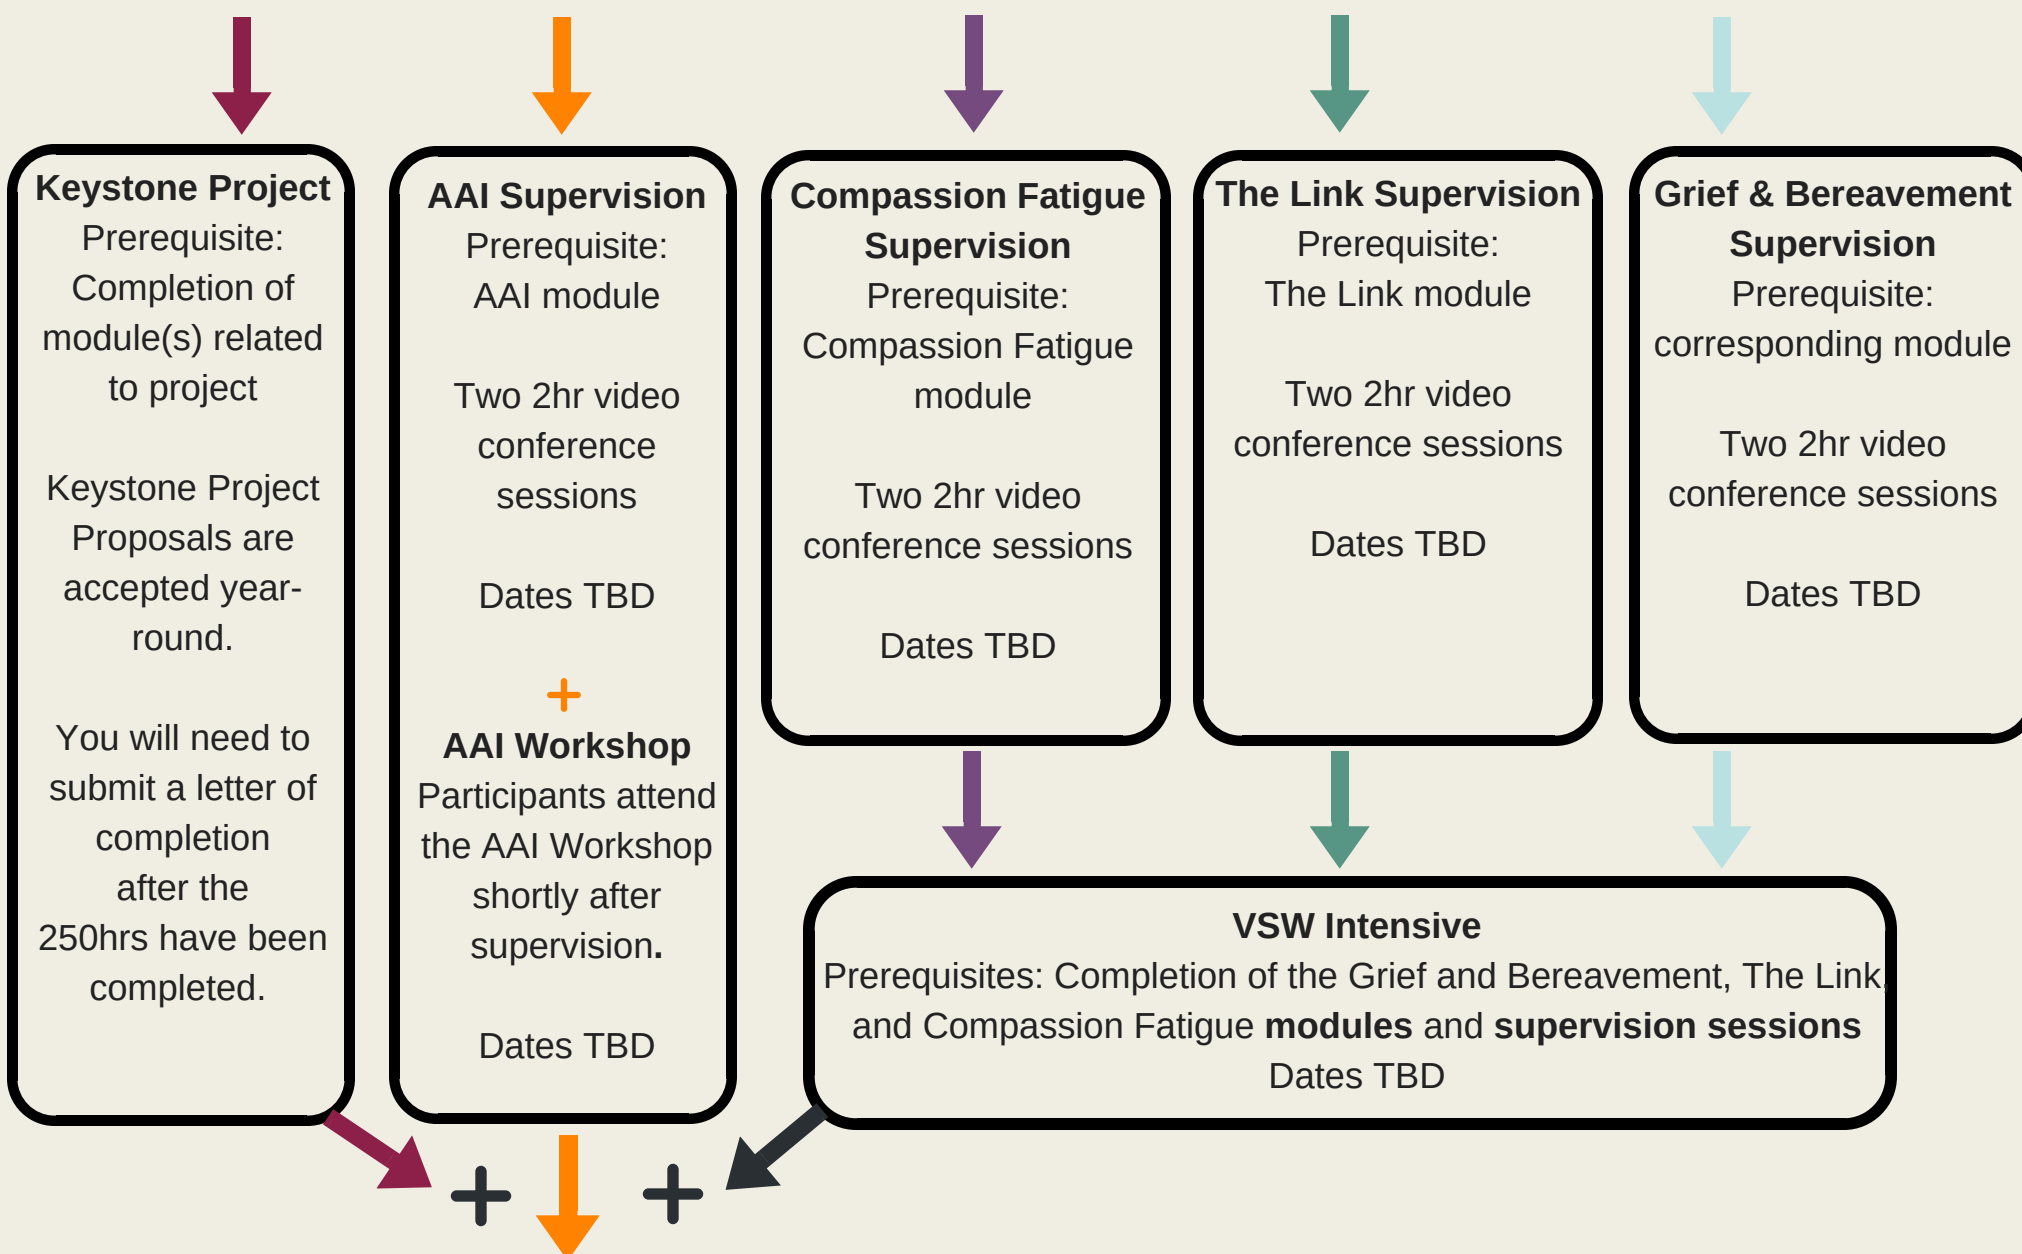 Keystone Project
Prerequisite:
Completion of
module(s) related
to project
Keystone Project
Proposals are
accepted year-
round.
You will need to
submit a letter of
completion
after the
250hrs have been
completed.
AAI Supervision
Prerequisite:
AAI module
Two 2hr video
conference
sessions
Dates TBD
+
AAI Workshop
Participants attend
the AAI Workshop
shortly after
supervision.
Dates TBD
Compassion Fatigue
Supervision
Prerequisite:
Compassion Fatigue
module
Two 2hr video
conference sessions
Dates TBD
The Link Supervision
Prerequisite:
The Link module
Two 2hr video
conference sessions
Dates TBD
Grief & Bereavement
Supervision
Prerequisite:
corresponding module
Two 2hr video
conference sessions
Dates TBD
VSW Intensive
Prerequisites: Completion of the Grief and Bereavement, The Link,
and Compassion Fatigue modules and supervision sessions
Dates TBD
+ +